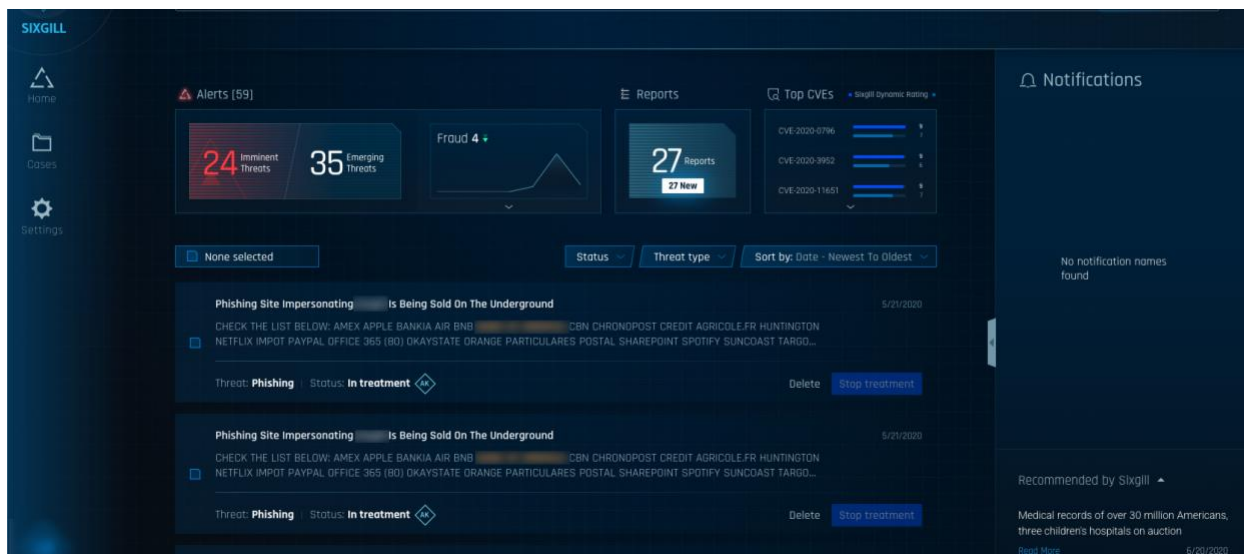 SIXGILL
Home
Cases
Settings
Alerts (59)
24 Imminent Threats
35 Emerging Threats
Fraud 4
Reports
27 Reports
27 New
Top CVEs
Sixgill Dynamic Rating
CVE-2020-0796 9 7
CVE-2020-3952 9 6
CVE-2020-11651 9 7
None selected
Status
Threat type
Sort by: Date - Newest To Oldest
Phishing Site Impersonating Is Being Sold On The Underground
5/21/2020
CHECK THE LIST BELOW: AMEX APPLE BANKIA AIR BNB CBN CHRONOPOST CREDIT AGRICOLE.FR HUNTINGTON
NETFLIX IMPOT PAYPAL OFFICE 365 (80) OKAYSTATE ORANGE PARTICULARES POSTAL SHAREPOINT SPOTIFY SUNCOAST TARGO...
Threat: Phishing Status: In treatment AK
Delete
Stop treatment
Phishing Site Impersonating Is Being Sold On The Underground
5/21/2020
CHECK THE LIST BELOW: AMEX APPLE BANKIA AIR BNB CBN CHRONOPOST CREDIT AGRICOLE.FR HUNTINGTON
NETFLIX IMPOT PAYPAL OFFICE 365 (80) OKAYSTATE ORANGE PARTICULARES POSTAL SHAREPOINT SPOTIFY SUNCOAST TARGO...
Threat: Phishing Status: In treatment AK
Delete
Stop treatment
Notifications
No notification names
found
Recommended by Sixgill
Medical records of over 30 million Americans,
three children's hospitals on auction
Read More
6/20/2020